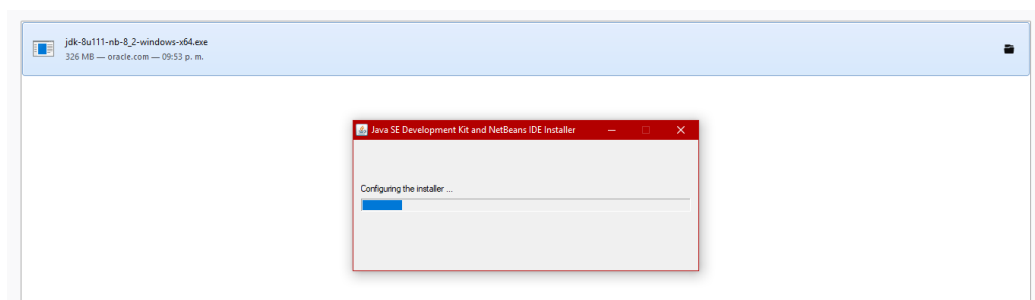 jdk-8u111-nb-8_2-windows-x64.exe
326 MB — oracle.com — 09:53 p. m.
Java SE Development Kit and NetBeans IDE Installer
Configuring the installer ...